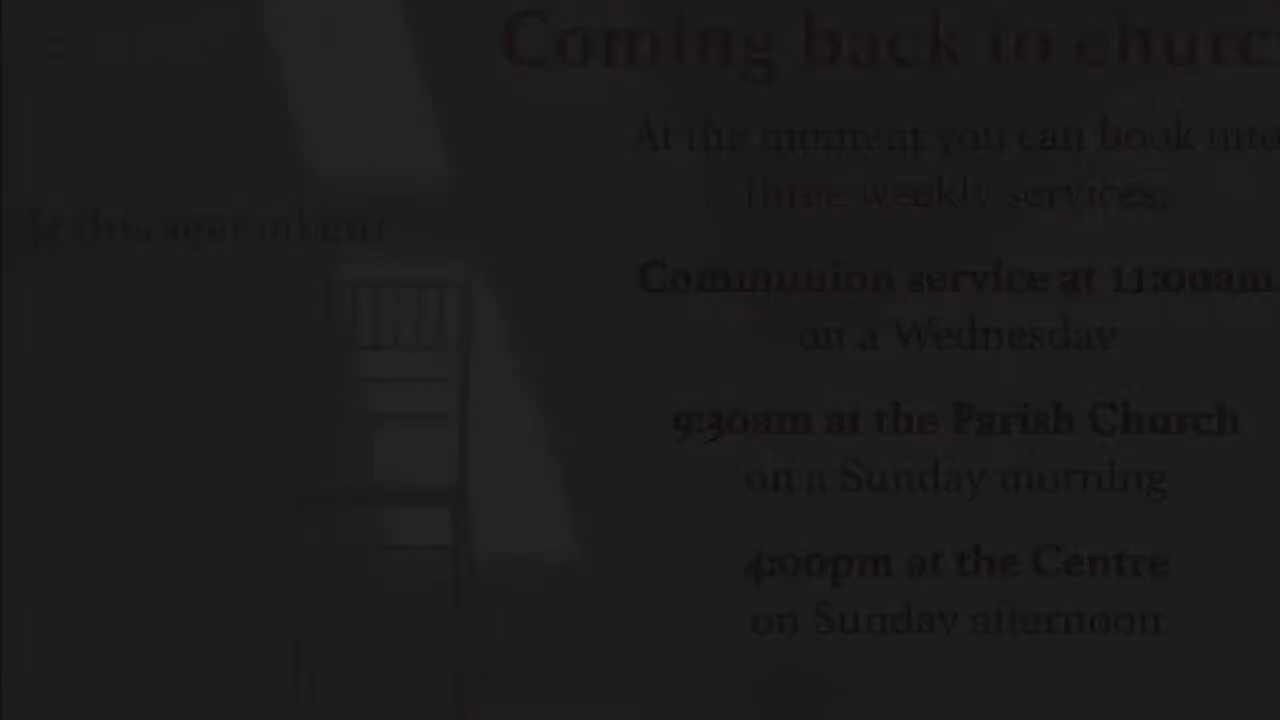 Coming back to
At the moment you can book into
three weekly services;
Communion service at 11:00am
on a Wednesday
9:30am at the Parish Church
on a Sunday morning
4:00pm at the Centre
on Sunday afternoon